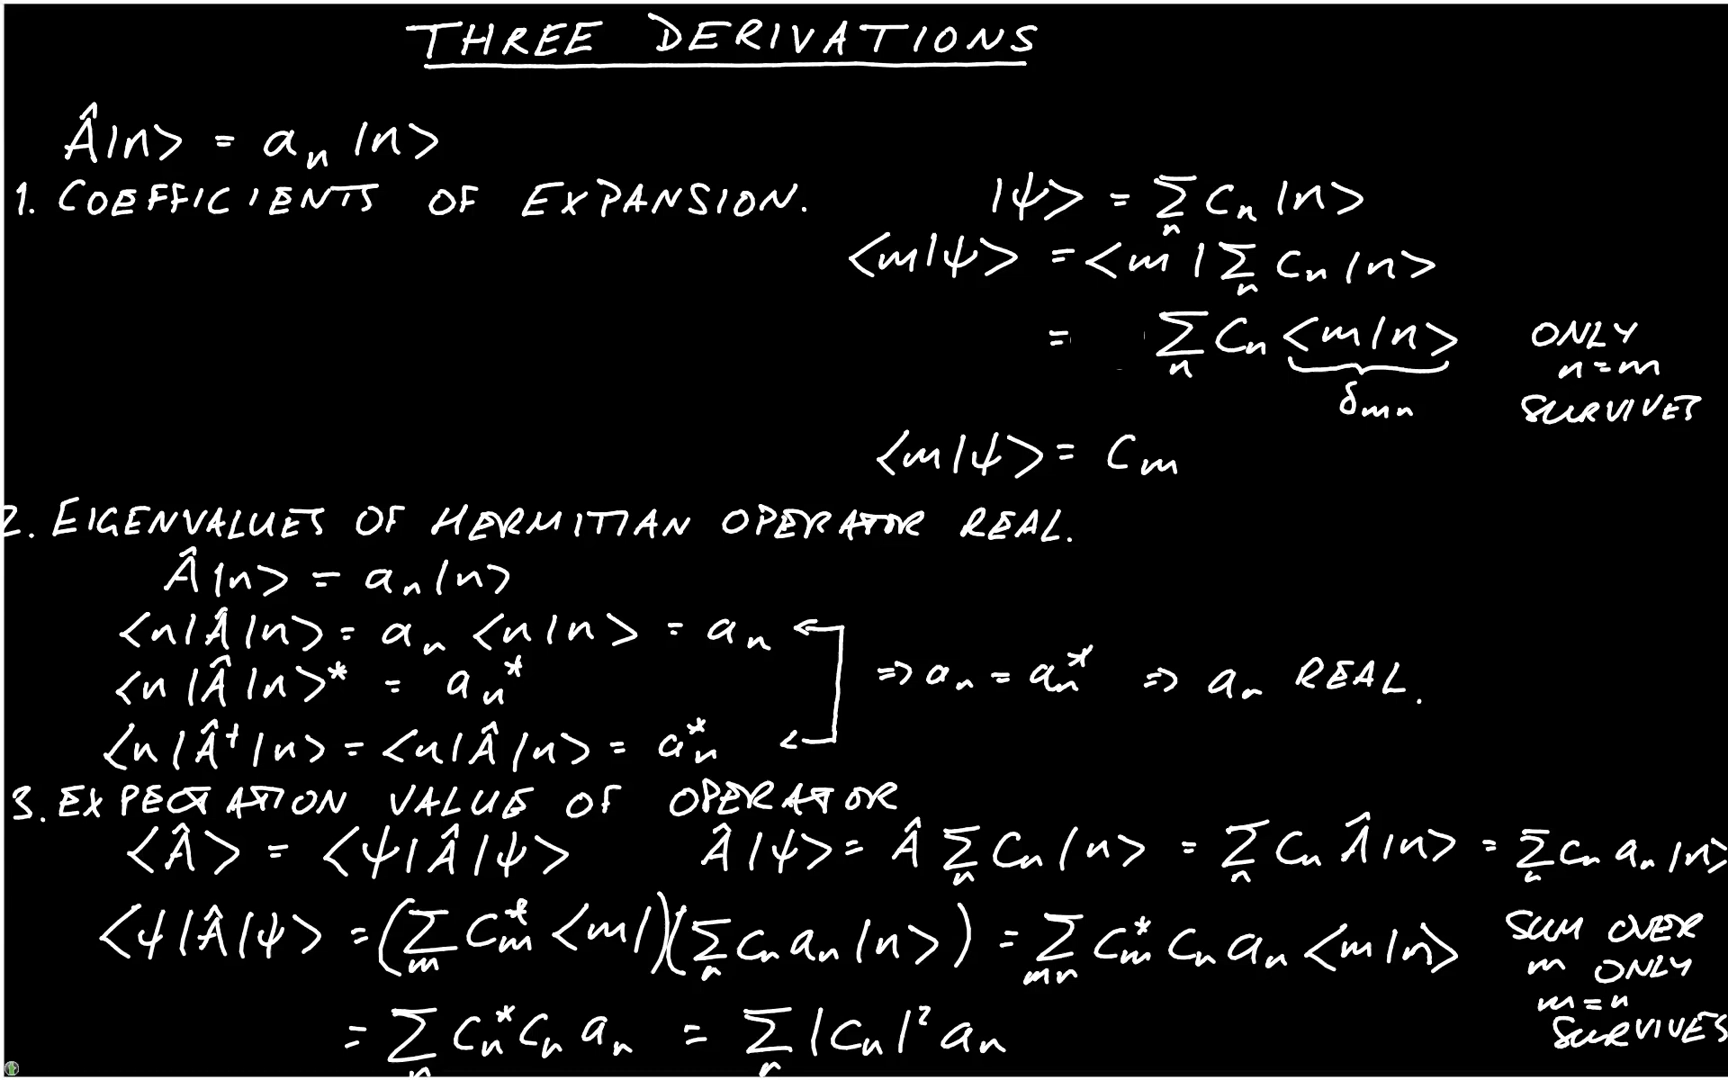 THREE DERIVATIONS
Â|n> = aₙ |n>
1. COEFFICIENTS OF EXPANSION.
|ψ> = Σₙ Cₙ |n>
<m|ψ> = <m| Σₙ Cₙ |n>
= Σₙ Cₙ <m|n>
δₘₙ
ONLY
n=m
SURVIVES
<m|ψ> = Cₘ
2. EIGENVALUES OF HERMITIAN OPERATOR REAL.
Â|n> = aₙ|n>
<n|Â|n> = aₙ <n|n> = aₙ
<n|Â|n>* = aₙ*
<n|Â†|n> = <n|Â|n> = aₙ*
⇒ aₙ = aₙ* ⇒ aₙ REAL.
3. EXPECTATION VALUE OF OPERATOR
<Â> = <ψ|Â|ψ> Â|ψ> = Â Σₙ Cₙ |n> = Σₙ Cₙ Â|n> = Σₙ Cₙ aₙ |n>
<ψ|Â|ψ> = (Σₘ Cₘ* <m|)(Σₙ Cₙ aₙ |n>) = Σₘₙ Cₘ* Cₙ aₙ <m|n>
SUM OVER
m ONLY
m=n
SURVIVES
= Σₙ Cₙ* Cₙ aₙ = Σₙ |Cₙ|² aₙ